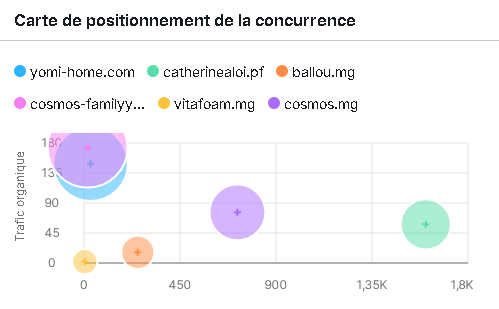 Carte de positionnement de la concurrence
yomi-home.com catherinealoi.pf ballou.mg
cosmos-familyy... vitafoam.mg cosmos.mg
Trafic organique
180
135
90
45
0
0 450 900 1,35K 1,8K